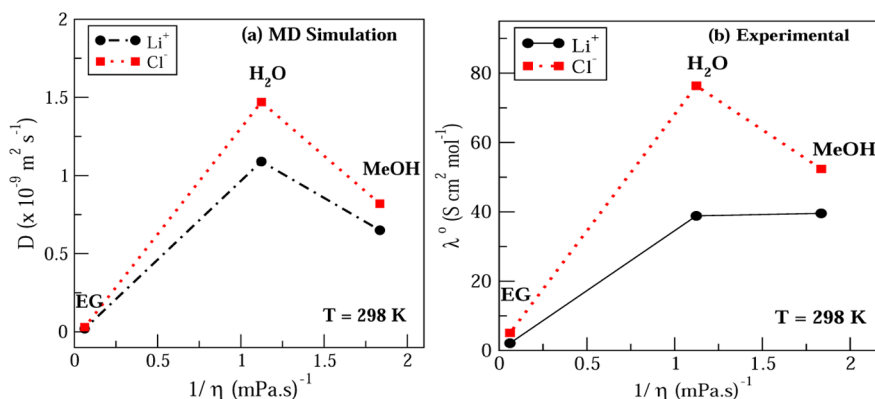 (a) MD Simulation
Li⁺
Cl⁻
H₂O
MeOH
EG
T = 298 K
D (x 10⁻⁹ m² s⁻¹)
2
1.5
1
0.5
0
0 0.5 1 1.5 2
1/ η (mPa.s)⁻¹
(b) Experimental
Li⁺
Cl⁻
H₂O
MeOH
EG
T = 298 K
λ° (S cm² mol⁻¹)
80
60
40
20
0
0 0.5 1 1.5 2
1/ η (mPa.s)⁻¹